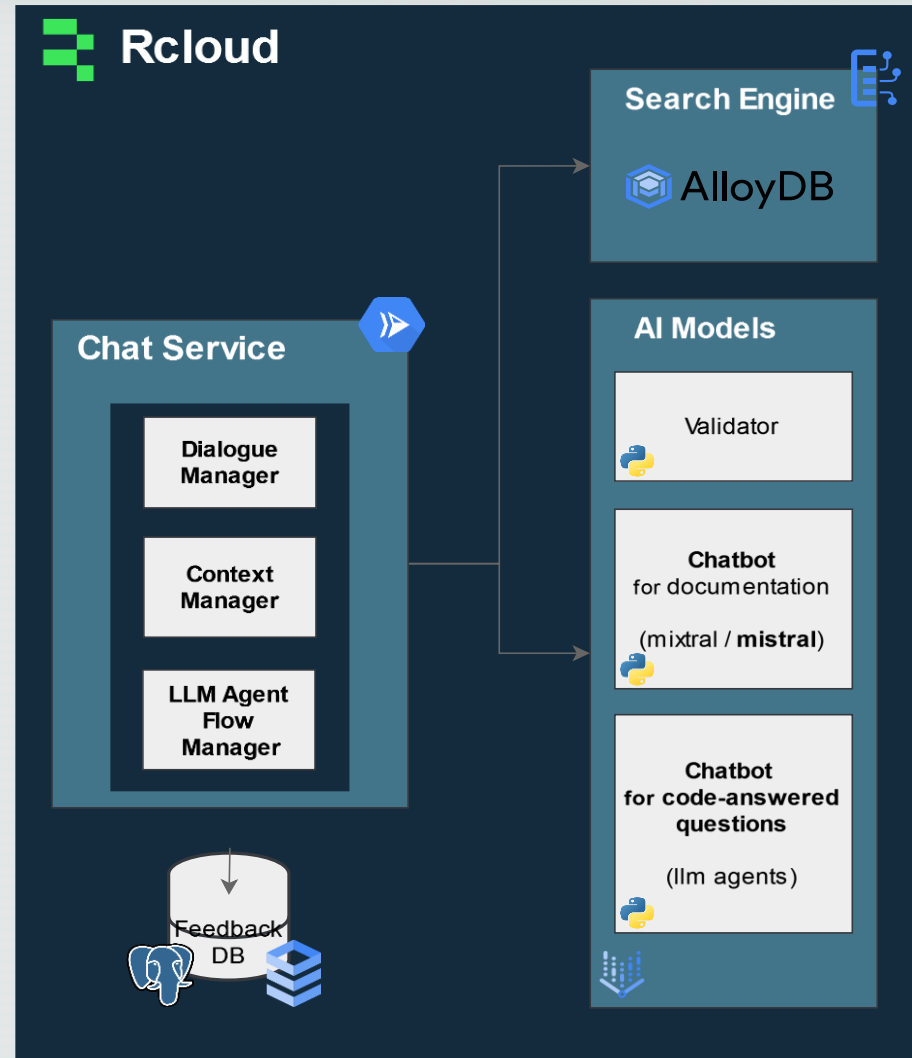 Rcloud
Search Engine
AlloyDB
Chat Service
Dialogue
Manager
Context
Manager
LLM Agent
Flow
Manager
Feedback
DB
AI Models
Validator
Chatbot
for documentation
(mixtral / mistral)
Chatbot
for code-answered
questions
(llm agents)